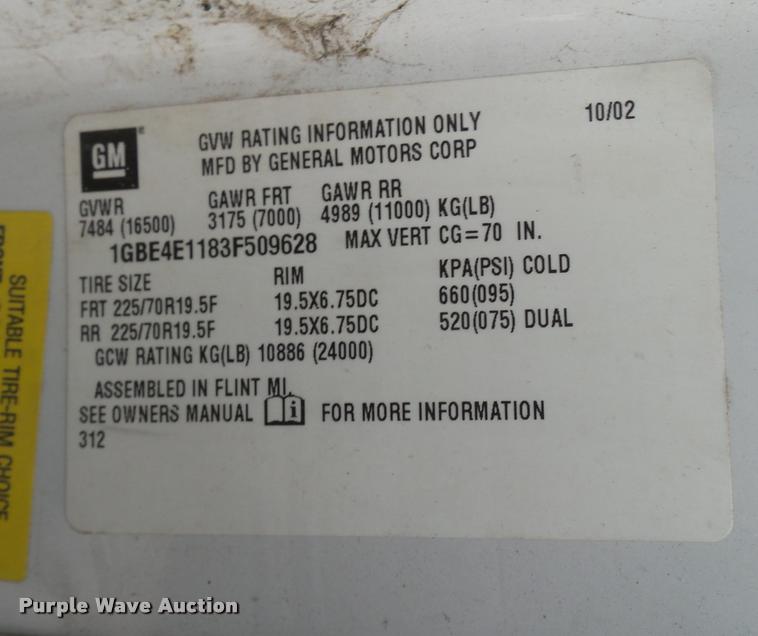 GM
GVW RATING INFORMATION ONLY 10/02
MFD BY GENERAL MOTORS CORP
GVWR GAWR FRT GAWR RR
7484 (16500) 3175 (7000) 4989 (11000) KG(LB)
1GBE4E1183F509628 MAX VERT CG=70 IN.
TIRE SIZE RIM KPA(PSI) COLD
FRT 225/70R19.5F 19.5X6.75DC 660(095)
RR 225/70R19.5F 19.5X6.75DC 520(075) DUAL
GCW RATING KG(LB) 10886 (24000)
ASSEMBLED IN FLINT MI.
SEE OWNERS MANUAL i FOR MORE INFORMATION
312
SUITABLE TIRE-RIM CHOICE
Purple Wave Auction